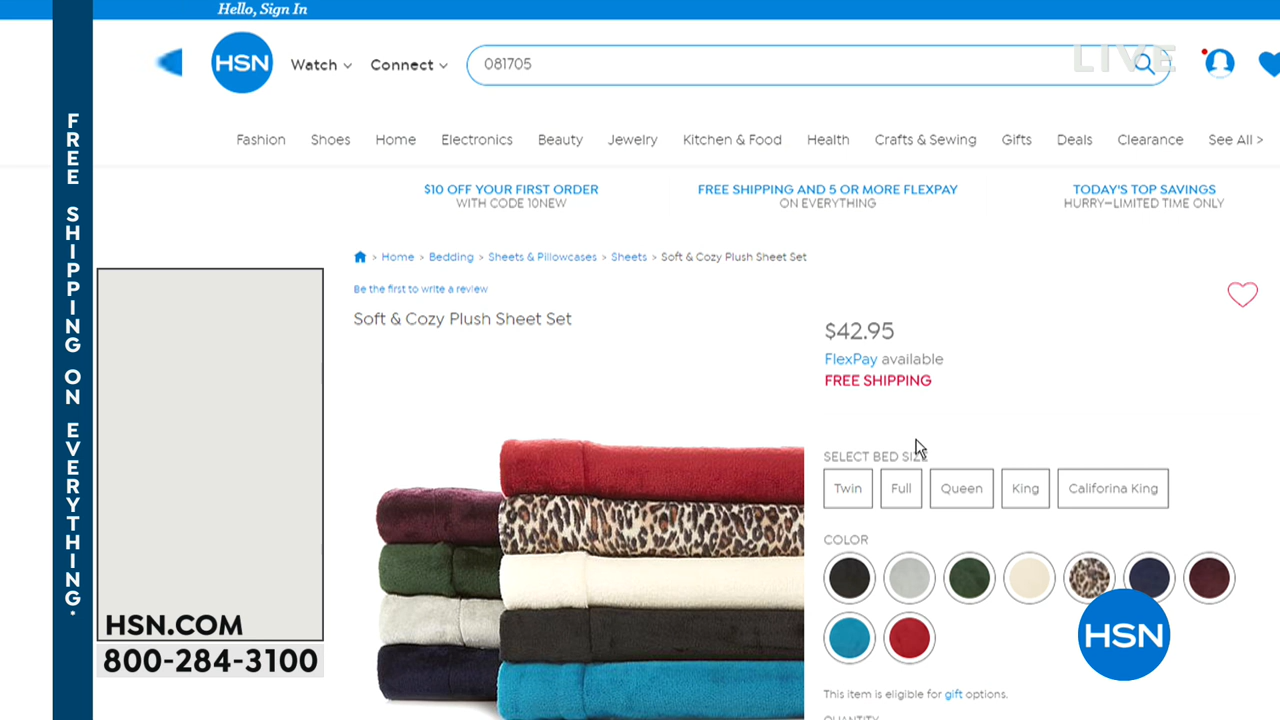 Hello, Sign In
HSN
Watch
Connect
081705
LIVE
Fashion
Shoes
Home
Electronics
Beauty
Jewelry
Kitchen & Food
Health
Crafts & Sewing
Gifts
Deals
Clearance
See All >
$10 OFF YOUR FIRST ORDER
WITH CODE 10NEW
FREE SHIPPING AND 5 OR MORE FLEXPAY
ON EVERYTHING
TODAY'S TOP SAVINGS
HURRY—LIMITED TIME ONLY
FREE SHIPPING ON EVERYTHING.*
> Home > Bedding > Sheets & Pillowcases > Sheets > Soft & Cozy Plush Sheet Set
Be the first to write a review
Soft & Cozy Plush Sheet Set
$42.95
FlexPay available
FREE SHIPPING
SELECT BED SIZE
Twin
Full
Queen
King
Califorina King
COLOR
HSN
HSN.COM
800-284-3100
This item is eligible for gift options.
QUANTITY